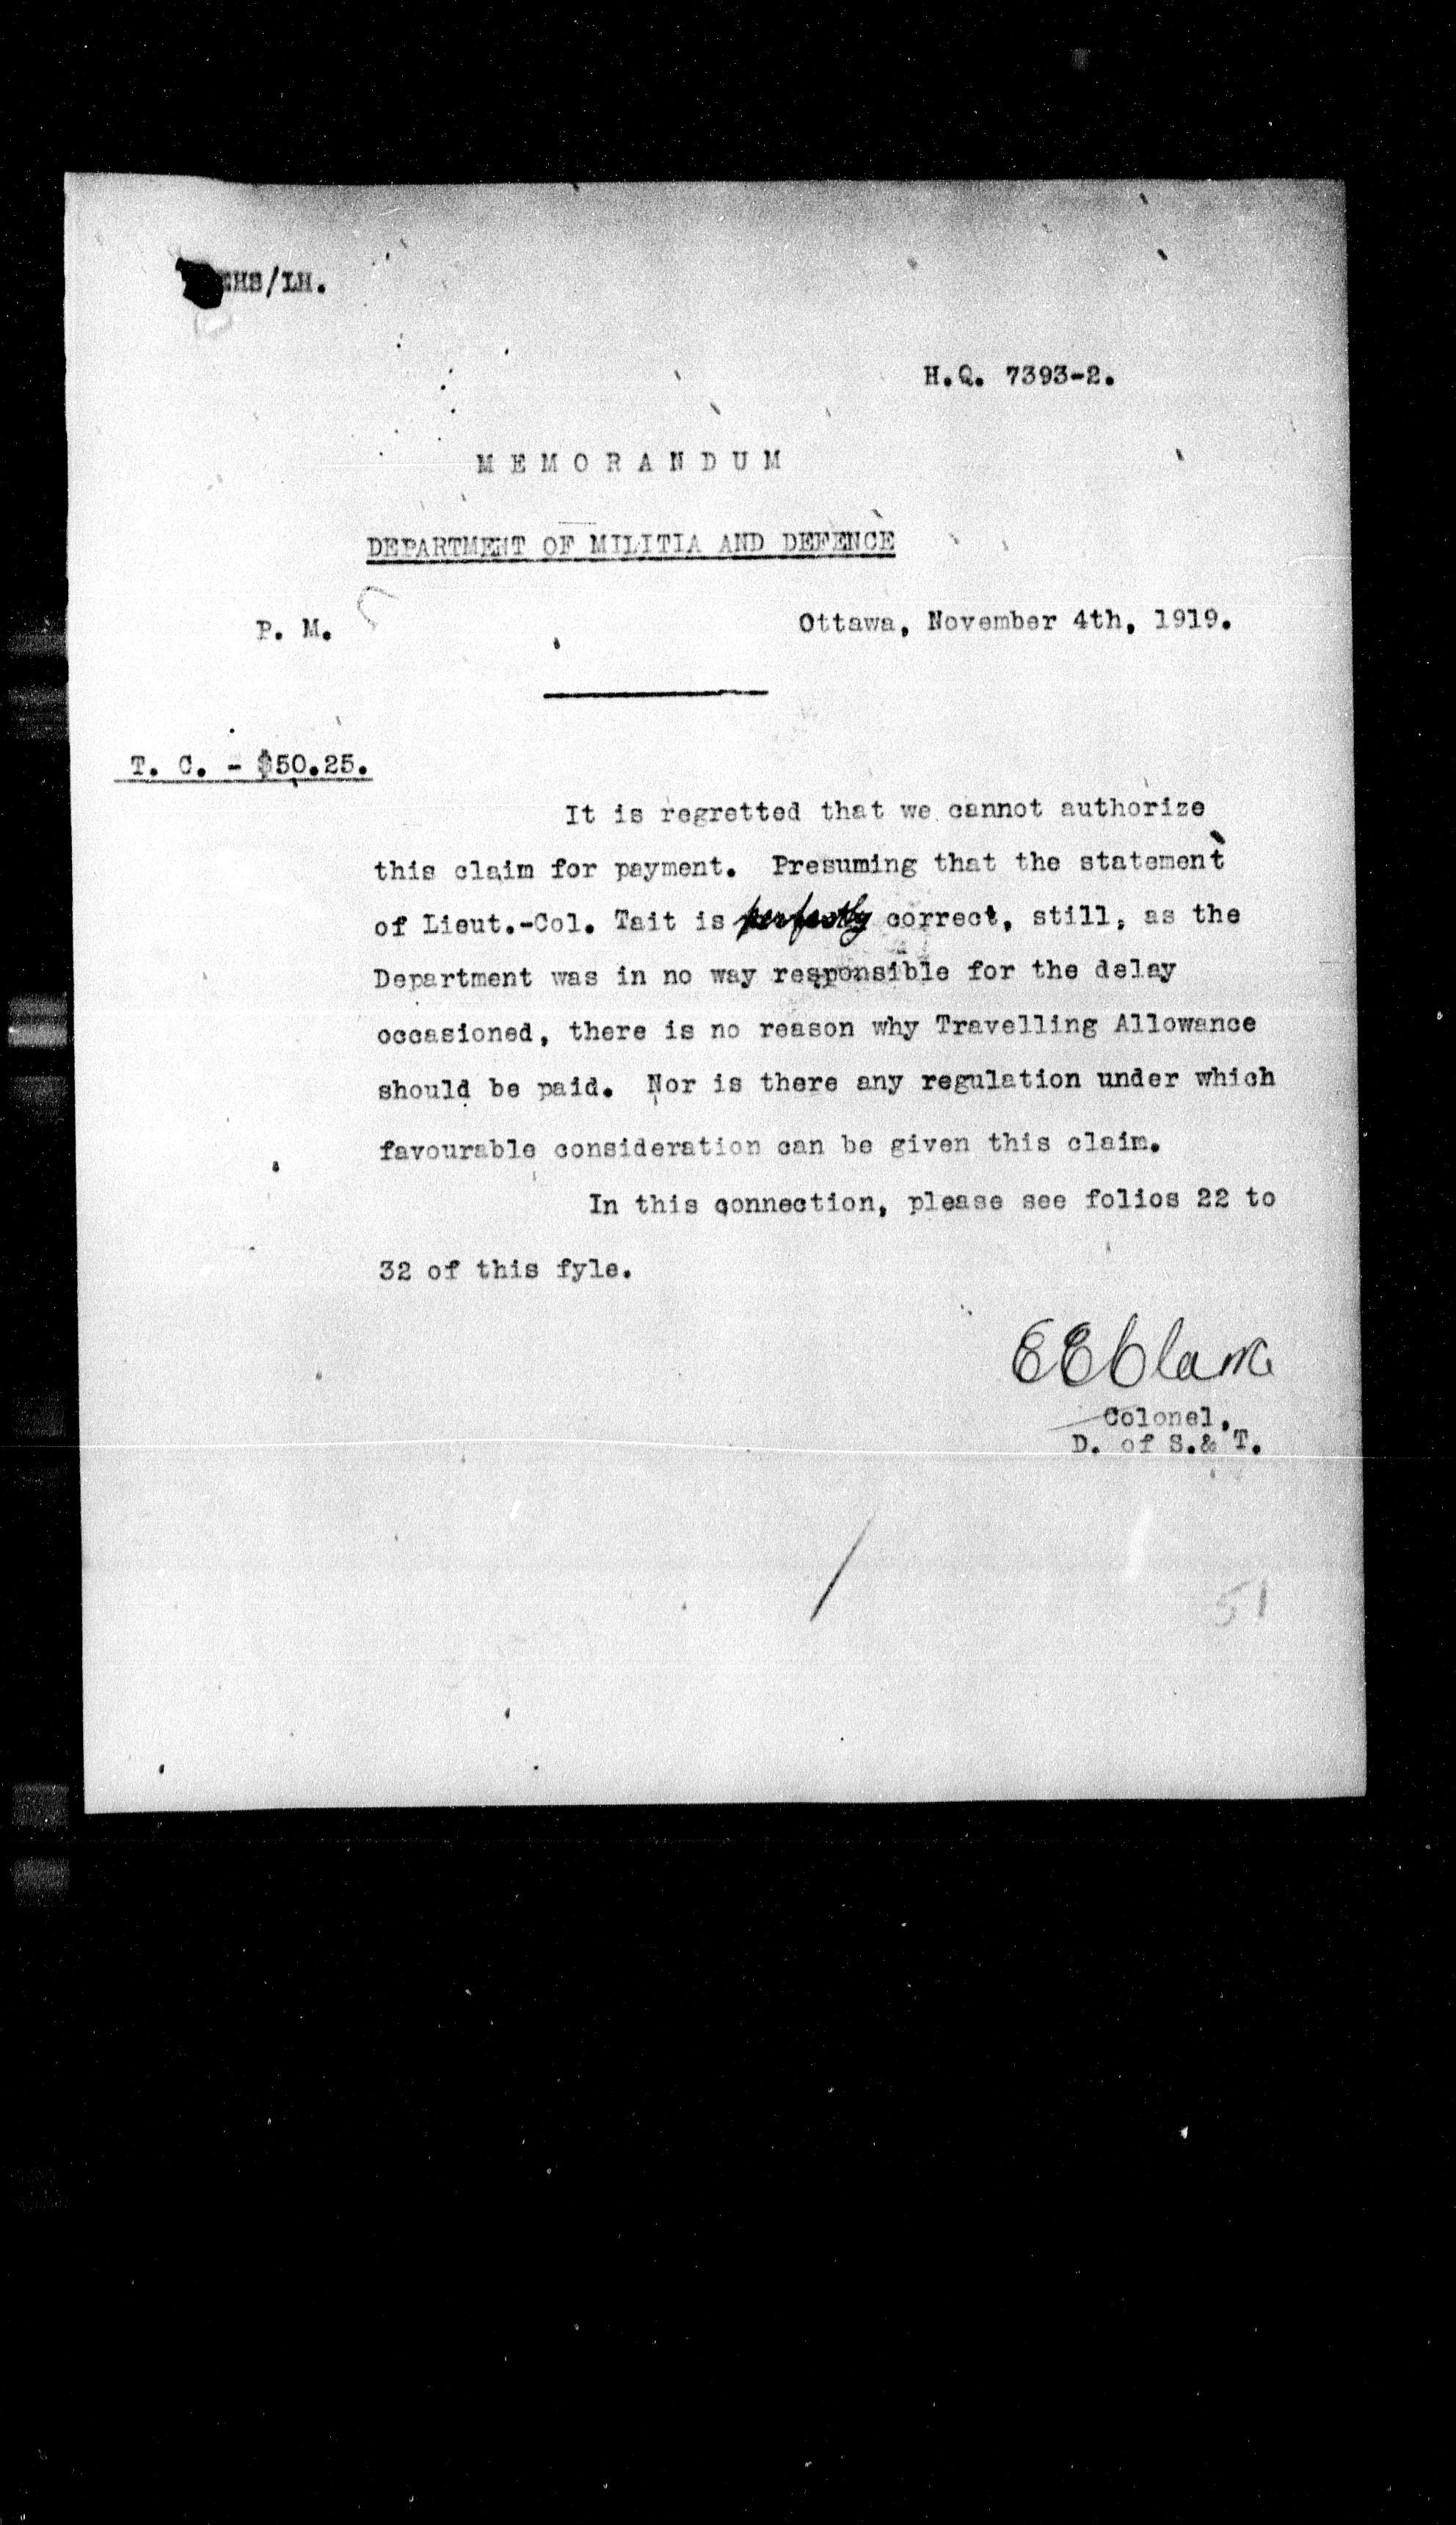 EHS/LH.
H.Q. 7393-2.
MEMORANDUM
DEPARTMENT OF MILITIA AND DEFENCE
P. M.
Ottawa, November 4th, 1919.
T. C. - $50.25.
It is regretted that we cannot authorize
this claim for payment. Presuming that the statement
of Lieut.-Col. Tait is perfectly correct, still, as the
Department was in no way responsible for the delay
occasioned, there is no reason why Travelling Allowance
should be paid. Nor is there any regulation under which
favourable consideration can be given this claim.
In this connection, please see folios 22 to
32 of this fyle.
EEClark
Colonel,
D. of S.& T.
51